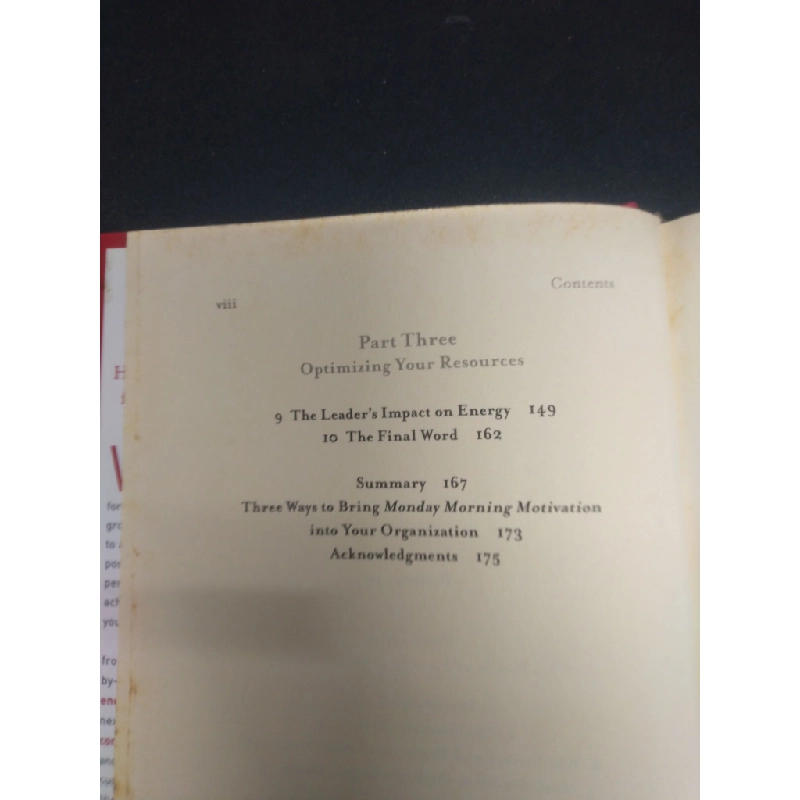 Contents
viii
Part Three
Optimizing Your Resources
9 The Leader's Impact on Energy 149
10 The Final Word 162
Summary 167
Three Ways to Bring Monday Morning Motivation
into Your Organization 173
Acknowledgments 175